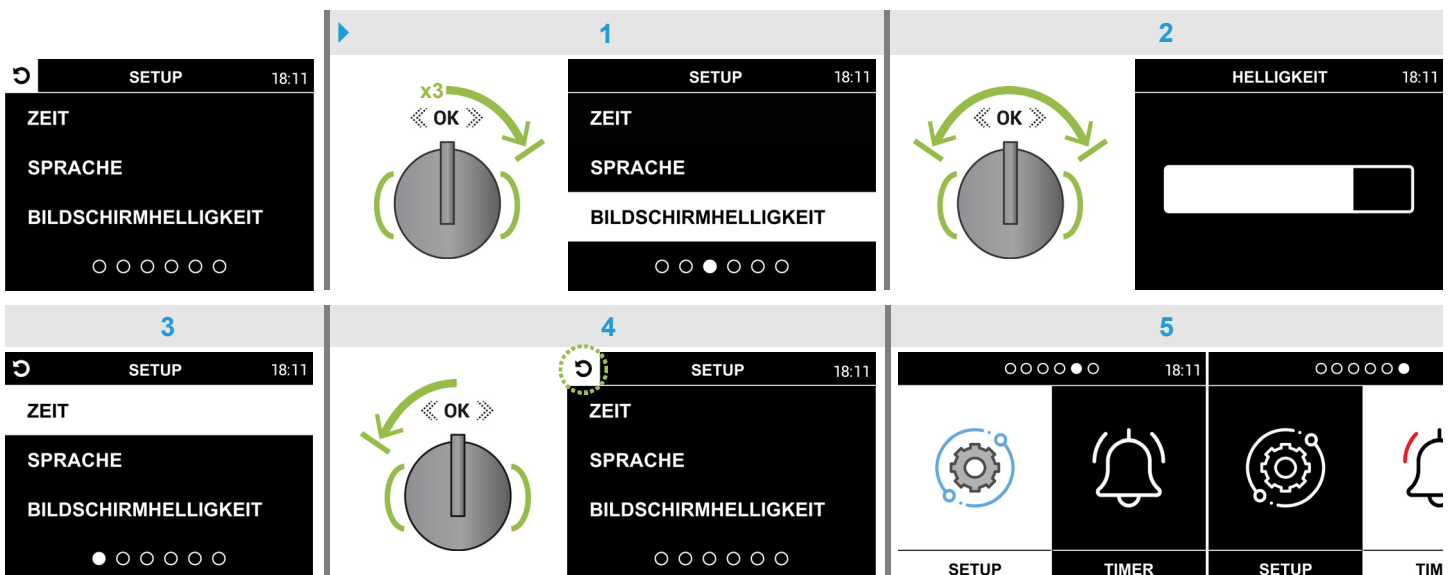 1
2
SETUP 18:11
ZEIT
SPRACHE
BILDSCHIRMHELLIGKEIT
x3
OK
SETUP 18:11
ZEIT
SPRACHE
BILDSCHIRMHELLIGKEIT
OK
HELLIGKEIT 18:11
3
4
5
SETUP 18:11
ZEIT
SPRACHE
BILDSCHIRMHELLIGKEIT
OK
SETUP 18:11
ZEIT
SPRACHE
BILDSCHIRMHELLIGKEIT
18:11
SETUP
TIMER
SETUP
TIM